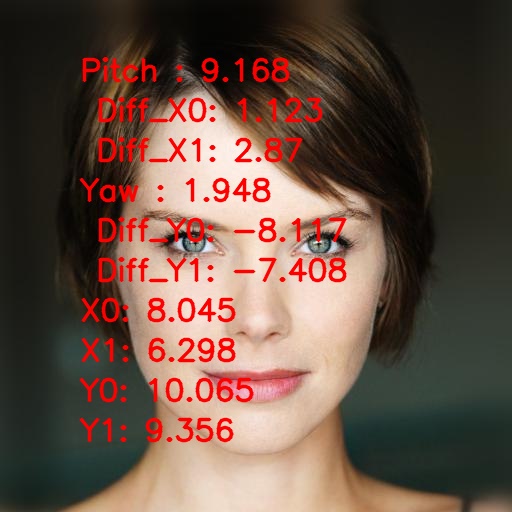 Pitch : 9.168
Diff_X0: 1.123
Diff_X1: 2.87
Yaw : 1.948
Diff_Y0: -8.117
Diff_Y1: -7.408
X0: 8.045
X1: 6.298
Y0: 10.065
Y1: 9.356